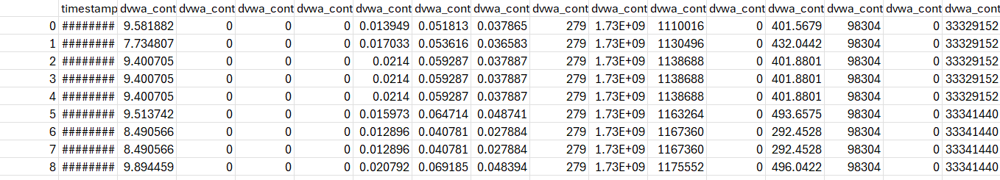 timestamp dvwa_cont dvwa_cont dvwa_cont dvwa_cont dvwa_cont dvwa_cont dvwa_cont dvwa_cont dvwa_cont dvwa_cont dvwa_cont dvwa_cont dvwa_cont dvwa_cont dvwa_cont
0 ######## 9.581882 0 0 0 0.013949 0.051813 0.037865 279 1.73E+09 1110016 0 401.5679 98304 0 33329152
1 ######## 7.734807 0 0 0 0.017033 0.053616 0.036583 279 1.73E+09 1130496 0 432.0442 98304 0 33329152
2 ######## 9.400705 0 0 0 0.0214 0.059287 0.037887 279 1.73E+09 1138688 0 401.8801 98304 0 33329152
3 ######## 9.400705 0 0 0 0.0214 0.059287 0.037887 279 1.73E+09 1138688 0 401.8801 98304 0 33329152
4 ######## 9.400705 0 0 0 0.0214 0.059287 0.037887 279 1.73E+09 1138688 0 401.8801 98304 0 33329152
5 ######## 9.513742 0 0 0 0.015973 0.064714 0.048741 279 1.73E+09 1163264 0 493.6575 98304 0 33341440
6 ######## 8.490566 0 0 0 0.012896 0.040781 0.027884 279 1.73E+09 1167360 0 292.4528 98304 0 33341440
7 ######## 8.490566 0 0 0 0.012896 0.040781 0.027884 279 1.73E+09 1167360 0 292.4528 98304 0 33341440
8 ######## 9.894459 0 0 0 0.020792 0.069185 0.048394 279 1.73E+09 1175552 0 496.0422 98304 0 33341440